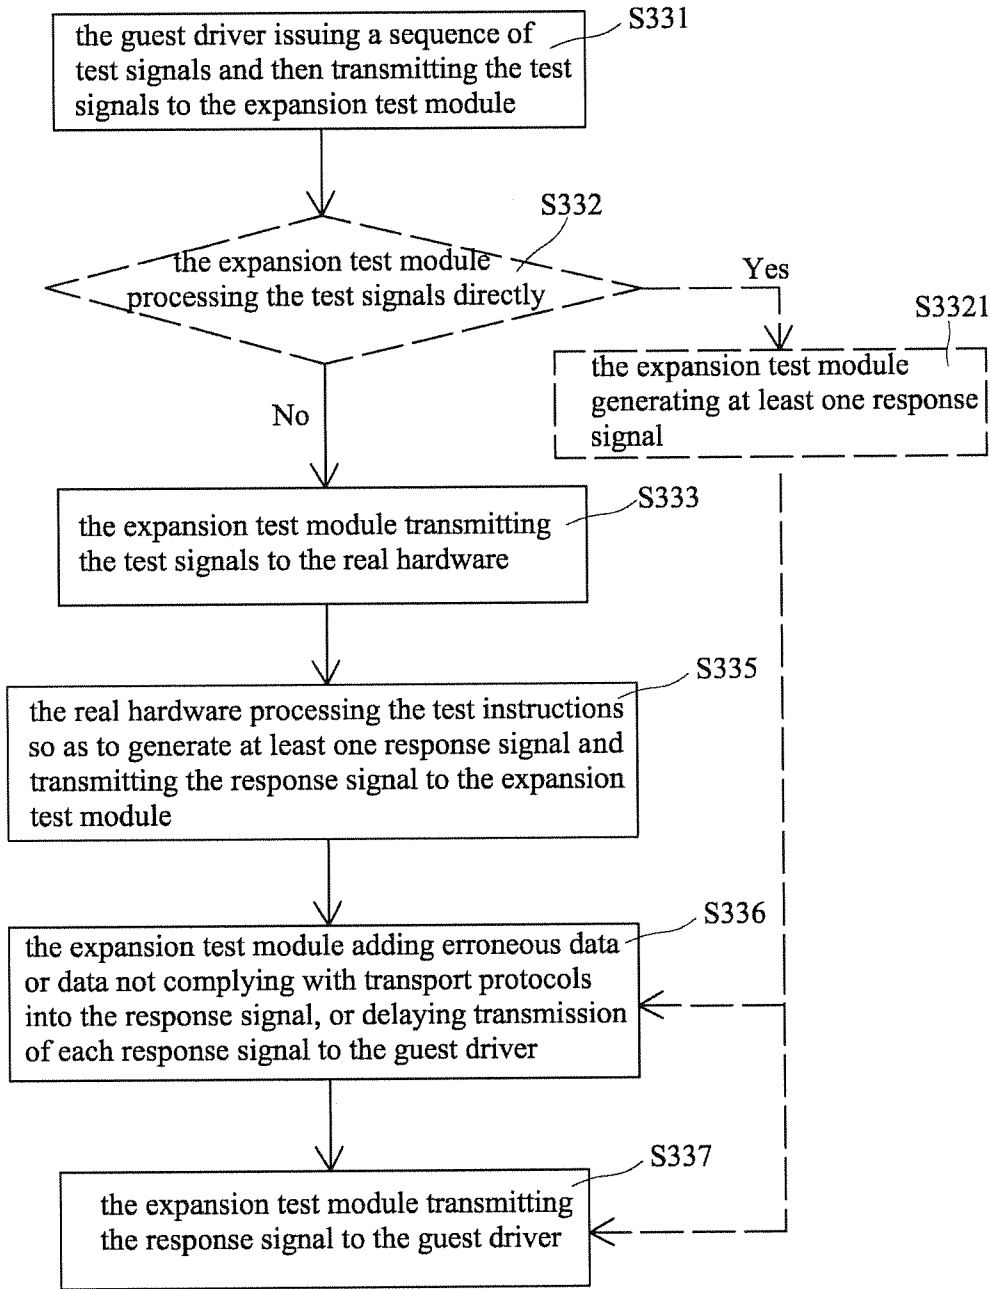 S331
the guest driver issuing a sequence of
test signals and then transmitting the test
signals to the expansion test module
S332
the expansion test module
processing the test signals directly
Yes
S3321
the expansion test module
generating at least one response
signal
No
S333
the expansion test module transmitting
the test signals to the real hardware
S335
the real hardware processing the test instructions
so as to generate at least one response signal and
transmitting the response signal to the expansion
test module
S336
the expansion test module adding erroneous data
or data not complying with transport protocols
into the response signal, or delaying transmission
of each response signal to the guest driver
S337
the expansion test module transmitting
the response signal to the guest driver